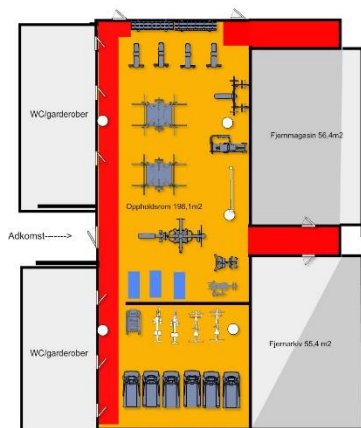 WC/garderober
Fjernmagasin 56,4m2
Oppholdsrom 198,1m2
Adkomst------->
Fjernarkiv 55,4 m2
WC/garderober